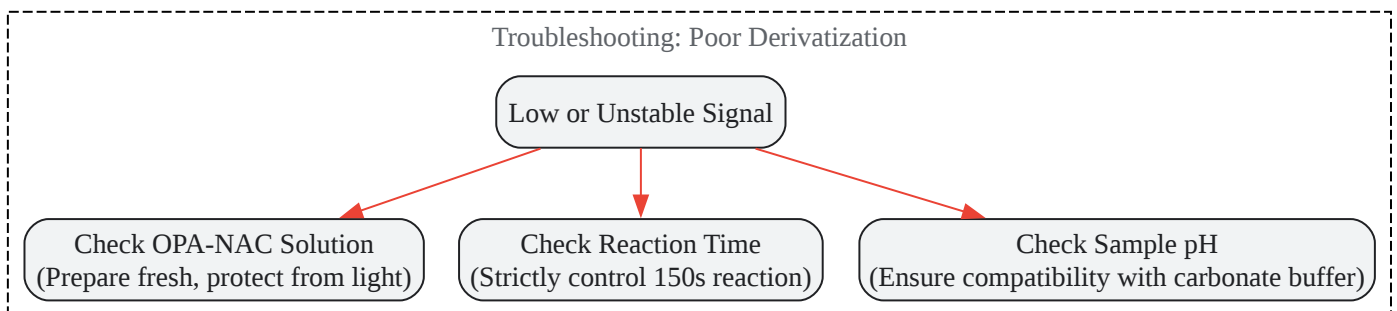 Troubleshooting: Poor Derivatization
Low or Unstable Signal
Check OPA-NAC Solution
(Prepare fresh, protect from light)
Check Reaction Time
(Strictly control 150s reaction)
Check Sample pH
(Ensure compatibility with carbonate buffer)